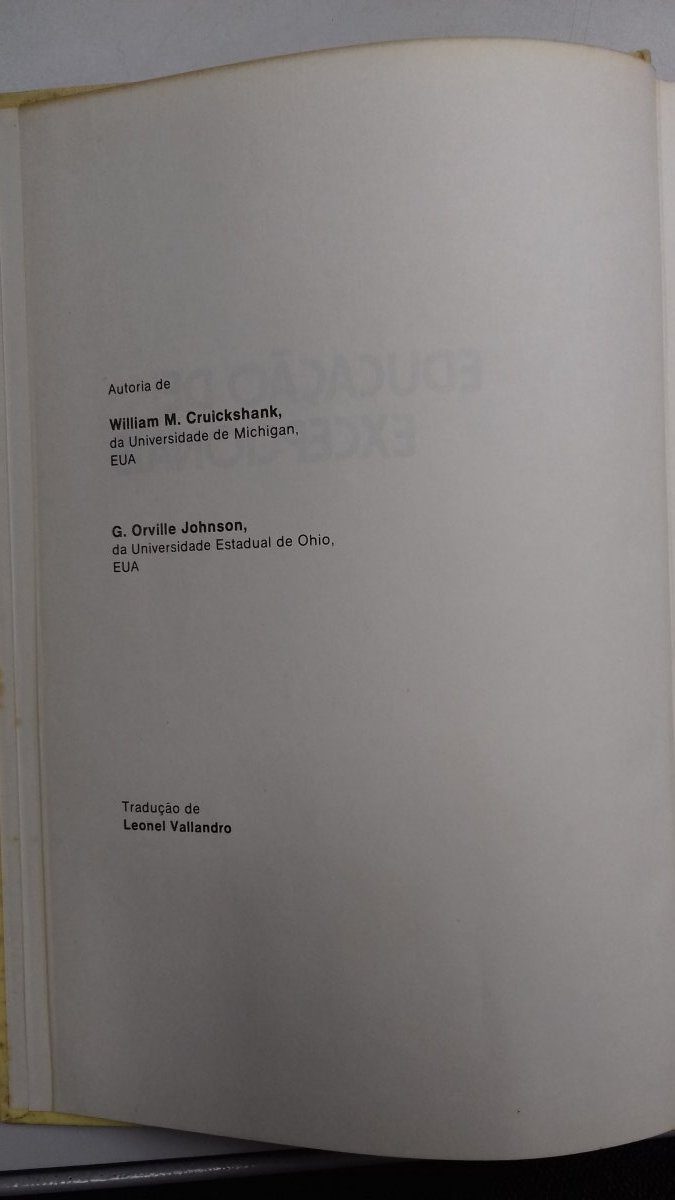 Autoria de
William M. Cruickshank,
da Universidade de Michigan,
EUA
G. Orville Johnson,
da Universidade Estadual de Ohio,
EUA
Tradução de
Leonel Vallandro